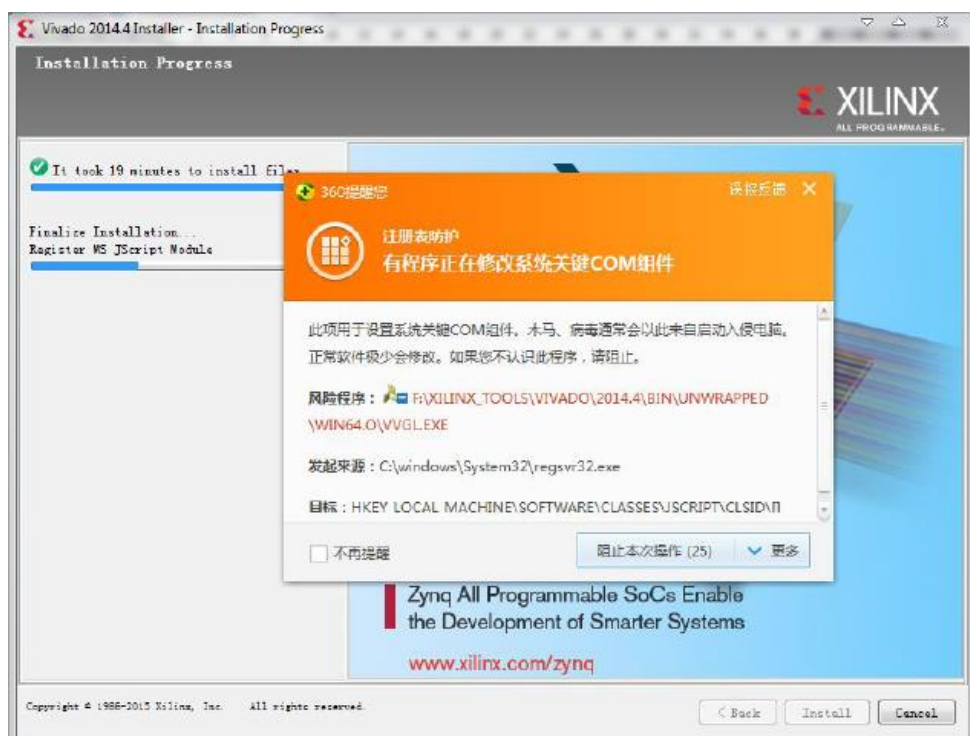 Vivado 2014.4 Installer - Installation Progress
Installation Progress
XILINX
ALL PROGRAMMABLE.
It took 19 minutes to install files
Finalize Installation...
Register MS JScript Module
360提醒您
误报反馈
注册表防护
有程序正在修改系统关键COM组件
此项用于设置系统关键COM组件。木马、病毒通常会以此来自启动入侵电脑。
正常软件极少会修改。如果您不认识此程序，请阻止。
风险程序：F:\XILINX_TOOLS\VIVADO\2014.4\BIN\UNWRAPPED
\WIN64.O\VVGL.EXE
发起来源：C:\windows\System32\regsvr32.exe
目标：HKEY LOCAL MACHINE\SOFTWARE\CLASSES\JSCRIPT\CLSID\
不再提醒
阻止本次操作 (25)
更多
Zynq All Programmable SoCs Enable
the Development of Smarter Systems
www.xilinx.com/zynq
Copyright © 1986-2015 Xilinx, Inc. All rights reserved.
< Back
Install
Cancel